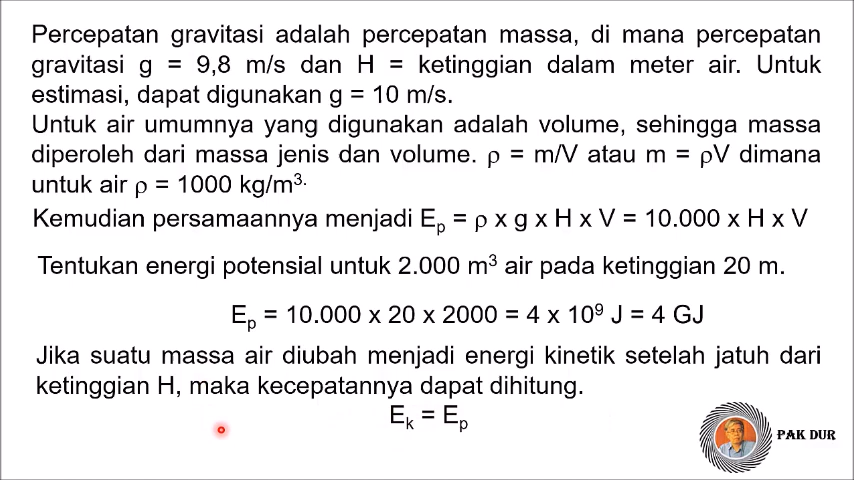 Percepatan gravitasi adalah percepatan massa, di mana percepatan
gravitasi g = 9,8 m/s dan H = ketinggian dalam meter air. Untuk
estimasi, dapat digunakan g = 10 m/s.
Untuk air umumnya yang digunakan adalah volume, sehingga massa
diperoleh dari massa jenis dan volume. ρ = m/V atau m = ρV dimana
untuk air ρ = 1000 kg/m³·
Kemudian persamaannya menjadi Eₚ = ρ x g x H x V = 10.000 x H x V
Tentukan energi potensial untuk 2.000 m³ air pada ketinggian 20 m.
Eₚ = 10.000 x 20 x 2000 = 4 x 10⁹ J = 4 GJ
Jika suatu massa air diubah menjadi energi kinetik setelah jatuh dari
ketinggian H, maka kecepatannya dapat dihitung.
Eₖ = Eₚ
PAK DUR